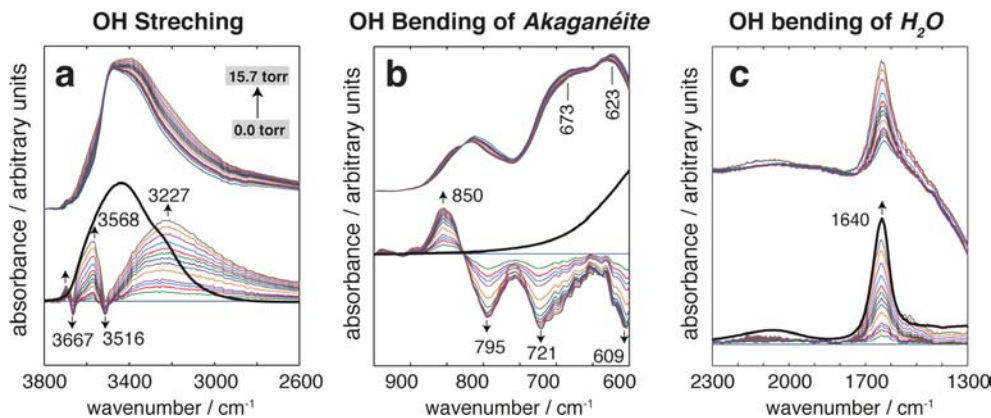 OH Streching
OH Bending of Akaganéite
OH bending of H₂O
absorbance / arbitrary units
a
15.7 torr
0.0 torr
3568
3227
3667
3516
3800
3400
3000
2600
wavenumber / cm⁻¹
absorbance / arbitrary units
b
673
623
850
795
721
609
900
800
700
600
wavenumber / cm⁻¹
absorbance / arbitrary units
c
1640
2300
2000
1700
1300
wavenumber / cm⁻¹